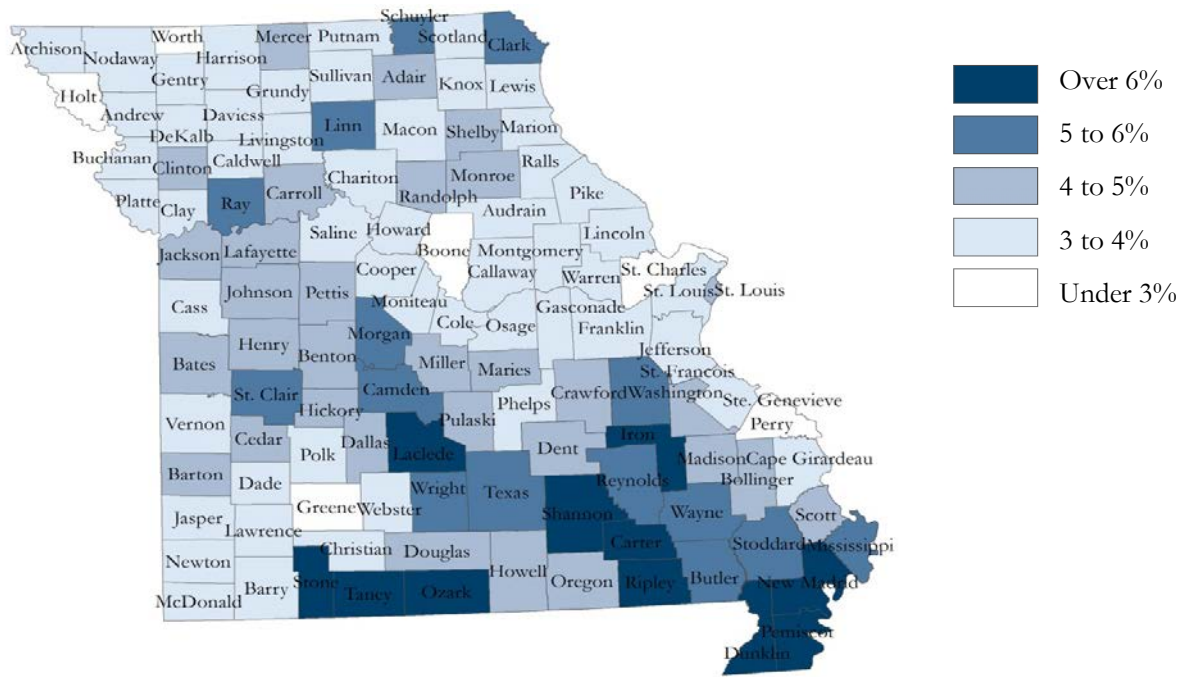 Schuyler
Worth
Mercer
Putnam
Scotland
Clark
Atchison
Nodaway
Harrison
Gentry
Sullivan
Adair
Knox
Lewis
Holt
Grundy
Andrew
Daviess
DeKalb
Livingston
Linn
Macon
Shelby
Marion
Buchanan
Clinton
Caldwell
Chariton
Randolph
Monroe
Ralls
Platte
Clay
Ray
Carroll
Pike
Audrain
Jackson
Lafayette
Saline
Howard
Boone
Montgomery
Lincoln
Callaway
Warren
St. Charles
Cooper
St. Louis
St. Louis
Cass
Johnson
Pettis
Moniteau
Cole
Osage
Gasconade
Franklin
Morgan
Jefferson
Bates
Henry
Benton
Miller
Maries
St. Francois
St. Clair
Camden
Crawford
Washington
Ste. Genevieve
Hickory
Phelps
Pulaski
Perry
Vernon
Cedar
Polk
Dallas
Laclede
Dent
Iron
Madison
Cape Girardeau
Bollinger
Barton
Dade
Wright
Texas
Reynolds
Greene
Webster
Shannon
Wayne
Scott
Jasper
Lawrence
Christian
Douglas
Carter
Stoddard
Mississippi
Newton
Howell
Oregon
Ripley
Butler
New Madrid
McDonald
Barry
Stone
Taney
Ozark
Pemiscot
Dunklin
Over 6%
5 to 6%
4 to 5%
3 to 4%
Under 3%